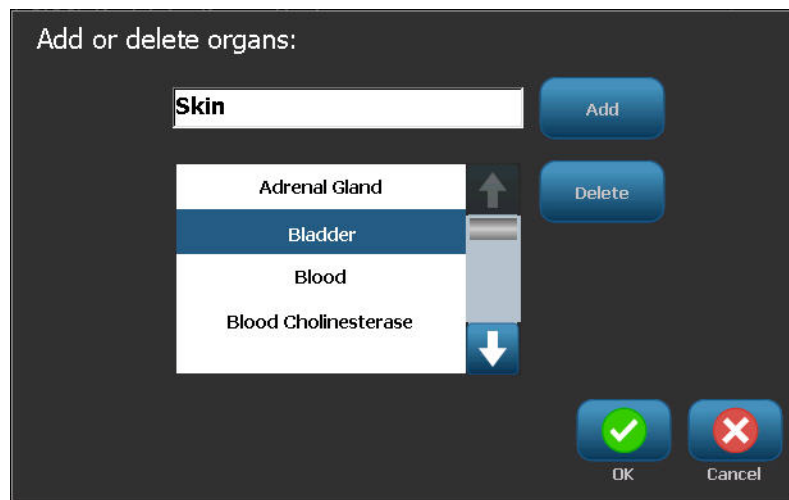 Add or delete organs:
Skin
Add
Adrenal Gland
Delete
Bladder
Blood
Blood Cholinesterase
OK
Cancel